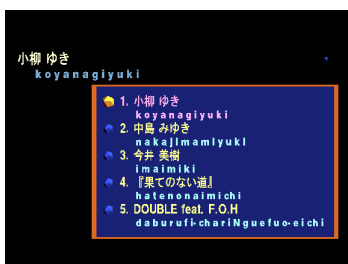 小柳 ゆき
koyanagiyuki
1. 小柳 ゆき
koyanagiyuki
2. 中島 みゆき
nakajimamiyuki
3. 今井 美樹
imaimiki
4. 『果てのない道』
hatenonaimichi
5. DOUBLE feat. F.O.H
daburufi-chariNguefuo-eichi